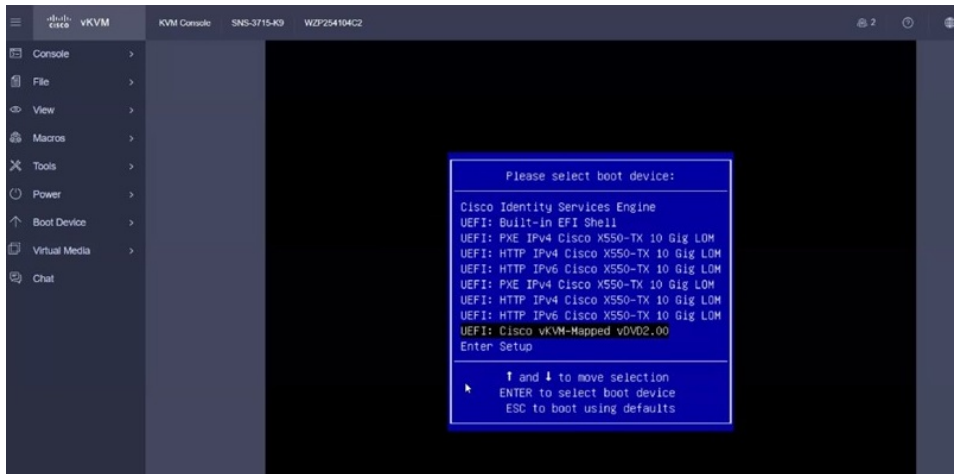 cisco vKVM KVM Console SNS-3715-K9 WZP254104C2 2
Console
File
View
Macros
Tools
Power
Boot Device
Virtual Media
Chat
Please select boot device:
Cisco Identity Services Engine
UEFI: Built-in EFI Shell
UEFI: PXE IPv4 Cisco X550-TX 10 Gig LOM
UEFI: HTTP IPv4 Cisco X550-TX 10 Gig LOM
UEFI: HTTP IPv6 Cisco X550-TX 10 Gig LOM
UEFI: PXE IPv4 Cisco X550-TX 10 Gig LOM
UEFI: HTTP IPv4 Cisco X550-TX 10 Gig LOM
UEFI: HTTP IPv6 Cisco X550-TX 10 Gig LOM
UEFI: Cisco vKVM-Mapped vDVD2.00
Enter Setup
↑ and ↓ to move selection
ENTER to select boot device
ESC to boot using defaults